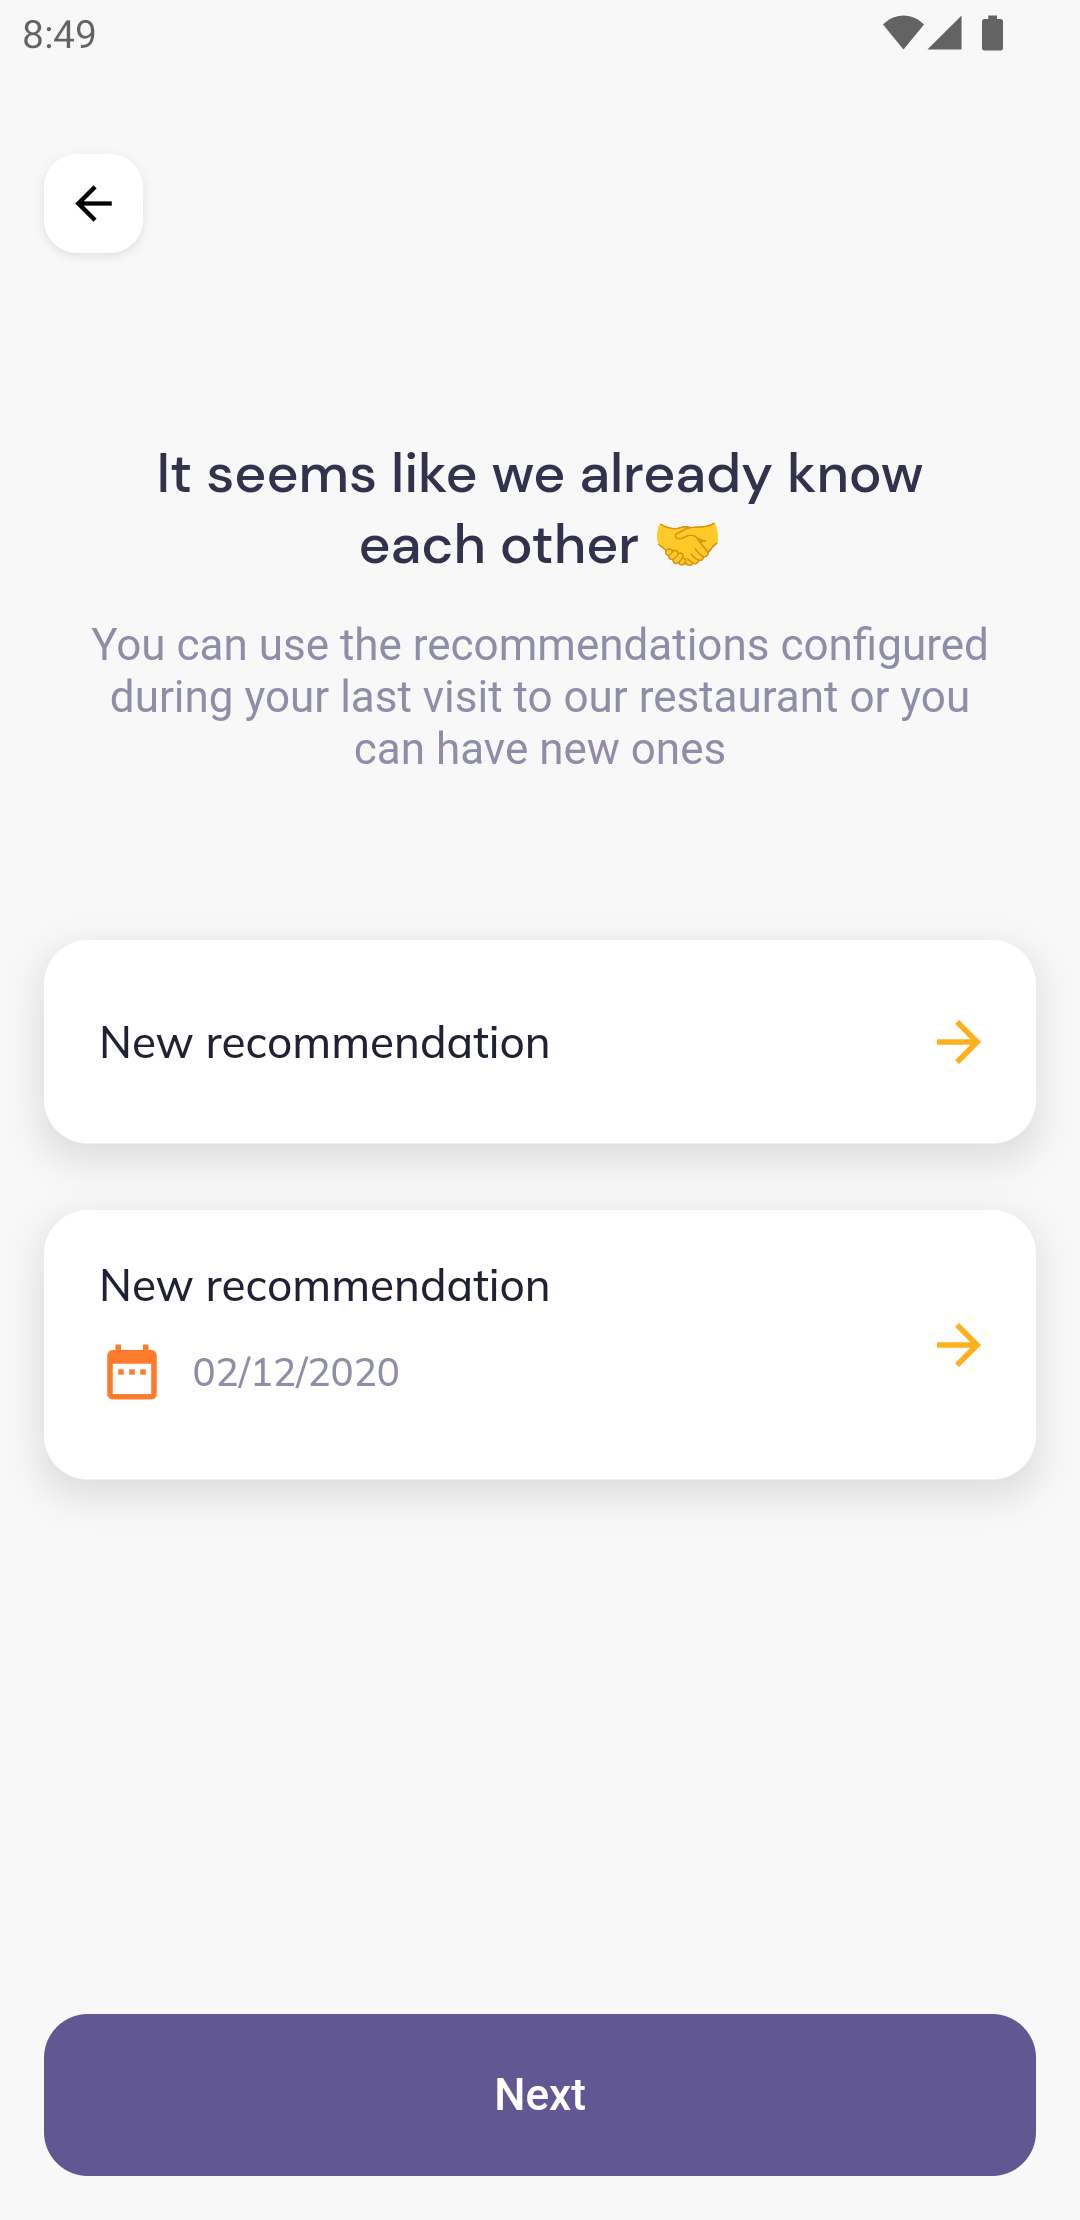 8:49
It seems like we already know
each other 🤝
You can use the recommendations configured
during your last visit to our restaurant or you
can have new ones
New recommendation
New recommendation
02/12/2020
Next